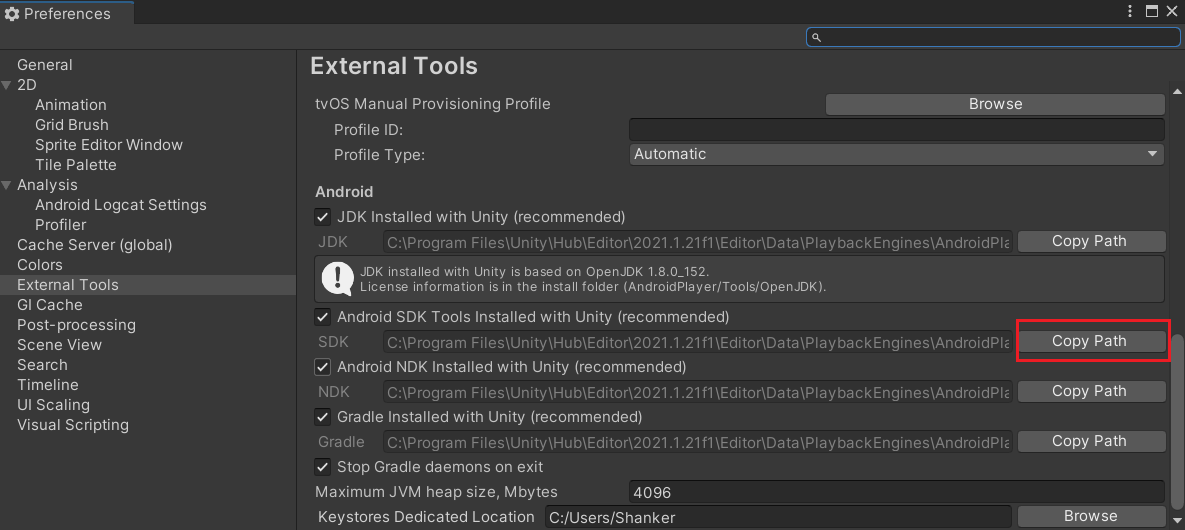 Preferences
General
2D
Animation
Grid Brush
Sprite Editor Window
Tile Palette
Analysis
Android Logcat Settings
Profiler
Cache Server (global)
Colors
External Tools
GI Cache
Post-processing
Scene View
Search
Timeline
UI Scaling
Visual Scripting
External Tools
tvOS Manual Provisioning Profile Browse
Profile ID:
Profile Type: Automatic
Android
JDK Installed with Unity (recommended)
JDK C:\Program Files\Unity\Hub\Editor\2021.1.21f1\Editor\Data\PlaybackEngines\AndroidPla Copy Path
JDK installed with Unity is based on OpenJDK 1.8.0_152.
License information is in the install folder (AndroidPlayer/Tools/OpenJDK).
Android SDK Tools Installed with Unity (recommended)
SDK C:\Program Files\Unity\Hub\Editor\2021.1.21f1\Editor\Data\PlaybackEngines\AndroidPla Copy Path
Android NDK Installed with Unity (recommended)
NDK C:\Program Files\Unity\Hub\Editor\2021.1.21f1\Editor\Data\PlaybackEngines\AndroidPla Copy Path
Gradle Installed with Unity (recommended)
Gradle C:\Program Files\Unity\Hub\Editor\2021.1.21f1\Editor\Data\PlaybackEngines\AndroidPla Copy Path
Stop Gradle daemons on exit
Maximum JVM heap size, Mbytes 4096
Keystores Dedicated Location C:/Users/Shanker Browse